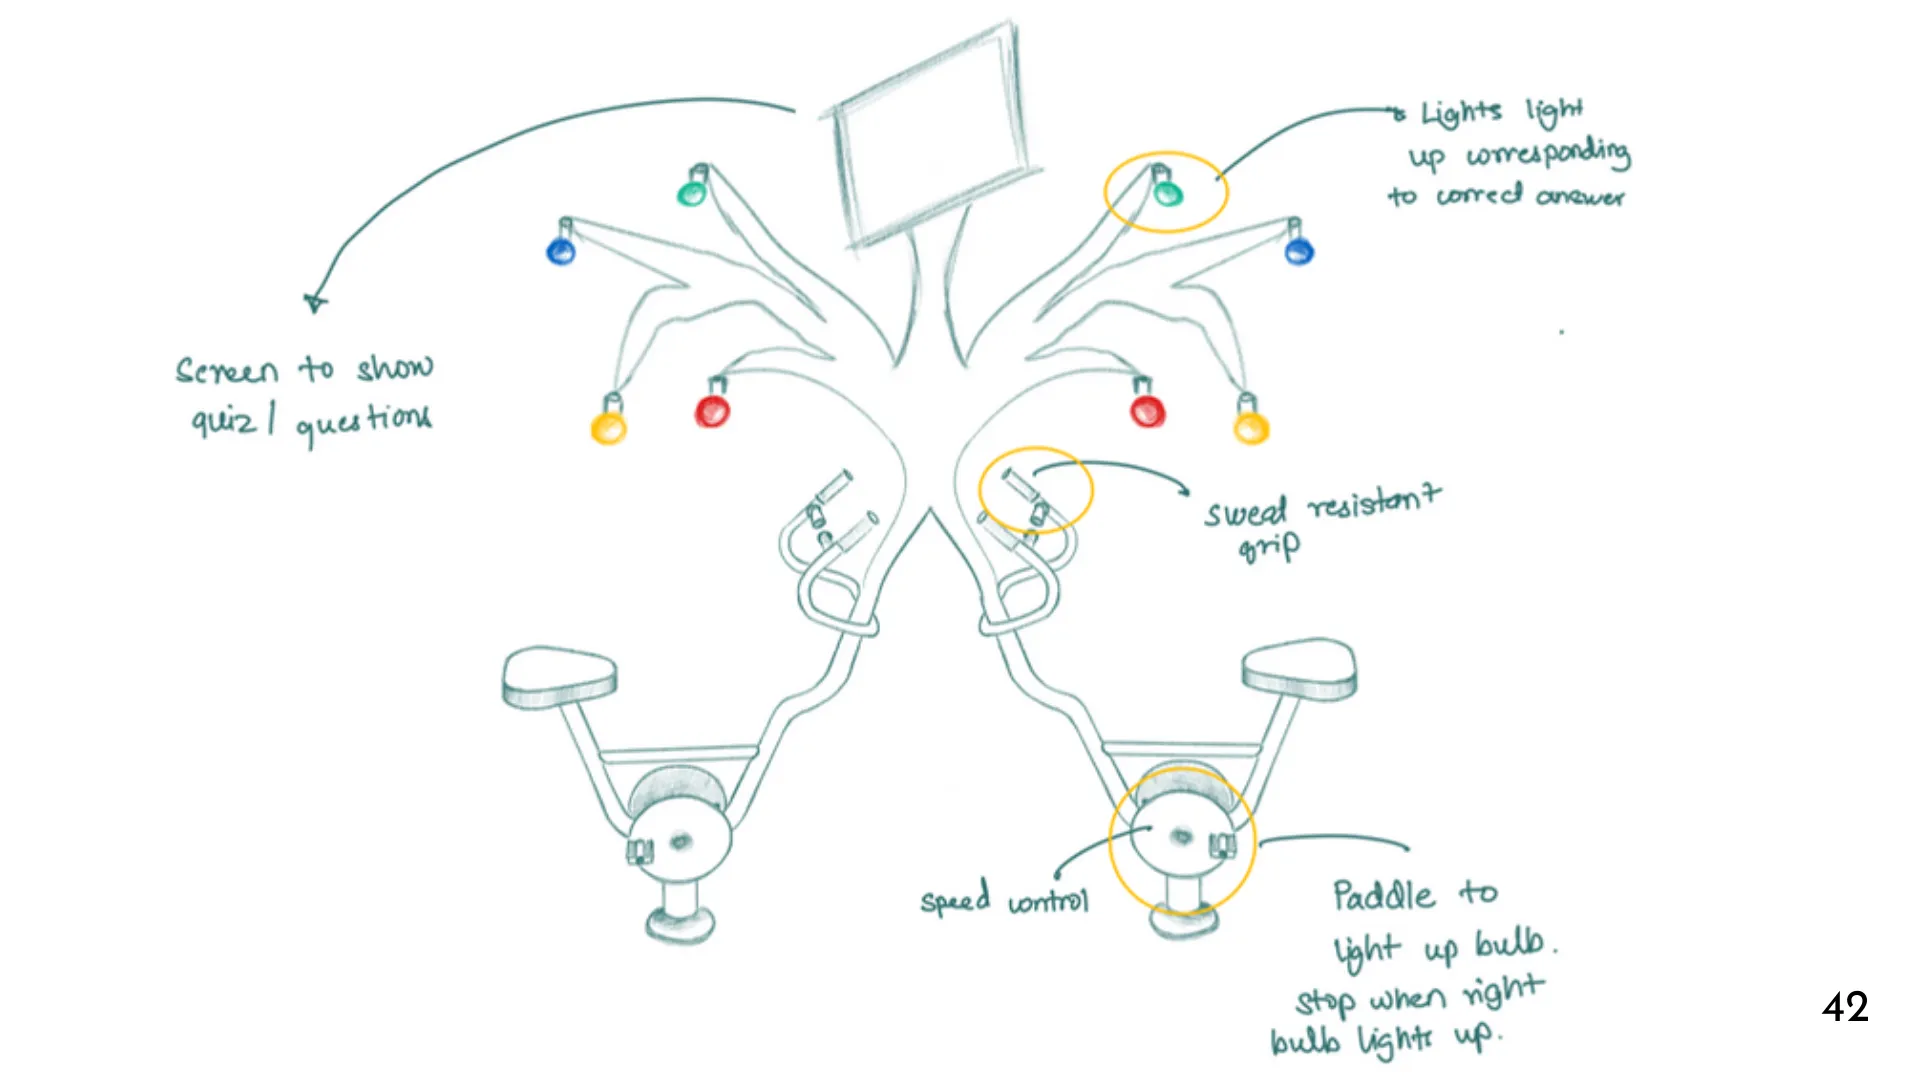 Lights light
up corresponding
to correct answer
Screen to show
quiz/ questions
sweat resistant
grip
speed control
Paddle to
light up bulb.
stop when right
bulb lights up.
42